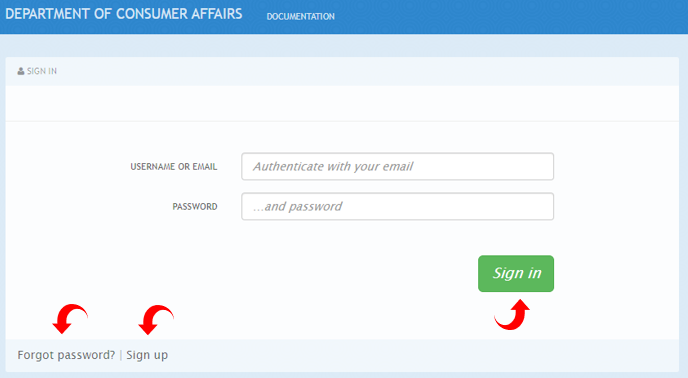 DEPARTMENT OF CONSUMER AFFAIRS DOCUMENTATION
SIGN IN
USERNAME OR EMAIL Authenticate with your email
PASSWORD ...and password
Sign in
Forgot password? | Sign up